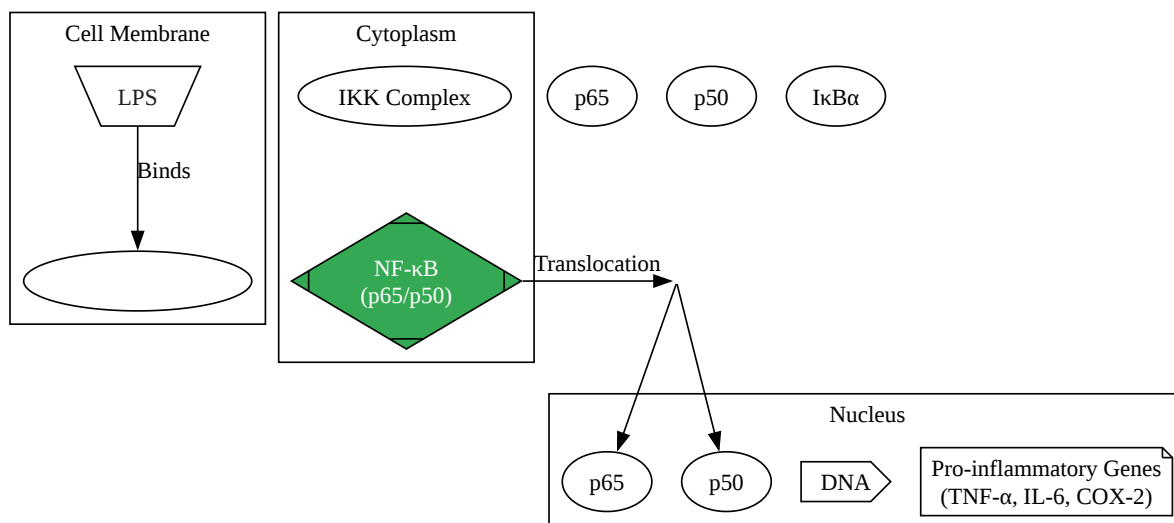 Cell Membrane
Cytoplasm
LPS
IKK Complex
p65
p50
IκBα
Binds
NF-κB
(p65/p50)
Translocation
Nucleus
p65
p50
DNA
Pro-inflammatory Genes
(TNF-α, IL-6, COX-2)